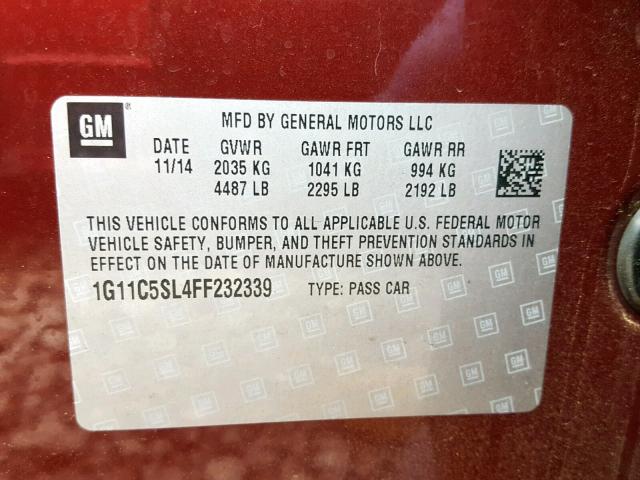 GM ® MFD BY GENERAL MOTORS LLC
DATE GVWR GAWR FRT GAWR RR
11/14 2035 KG 1041 KG 994 KG
4487 LB 2295 LB 2192 LB
THIS VEHICLE CONFORMS TO ALL APPLICABLE U.S. FEDERAL MOTOR
VEHICLE SAFETY, BUMPER, AND THEFT PREVENTION STANDARDS IN
EFFECT ON THE DATE OF MANUFACTURE SHOWN ABOVE.
1G11C5SL4FF232339 TYPE: PASS CAR